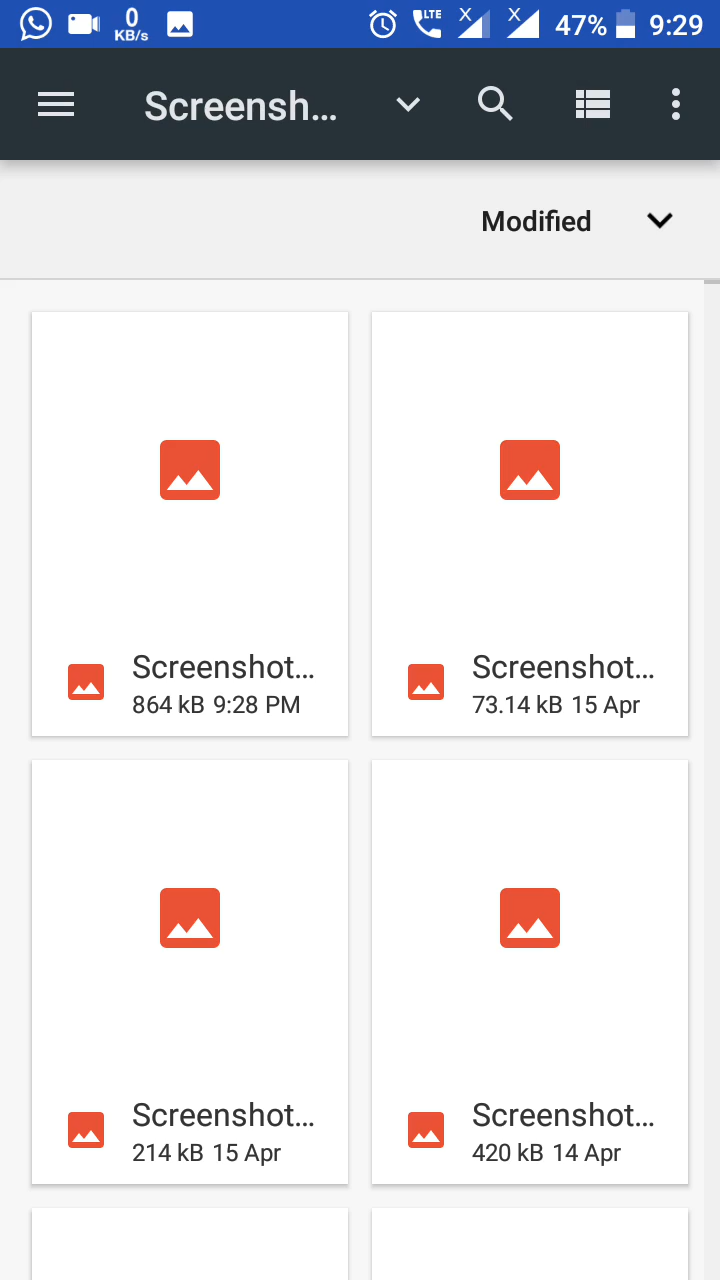 0 KB/s LTE X X 47% 9:29
Screensh...
Modified
Screenshot...
864 kB 9:28 PM
Screenshot...
73.14 kB 15 Apr
Screenshot...
214 kB 15 Apr
Screenshot...
420 kB 14 Apr